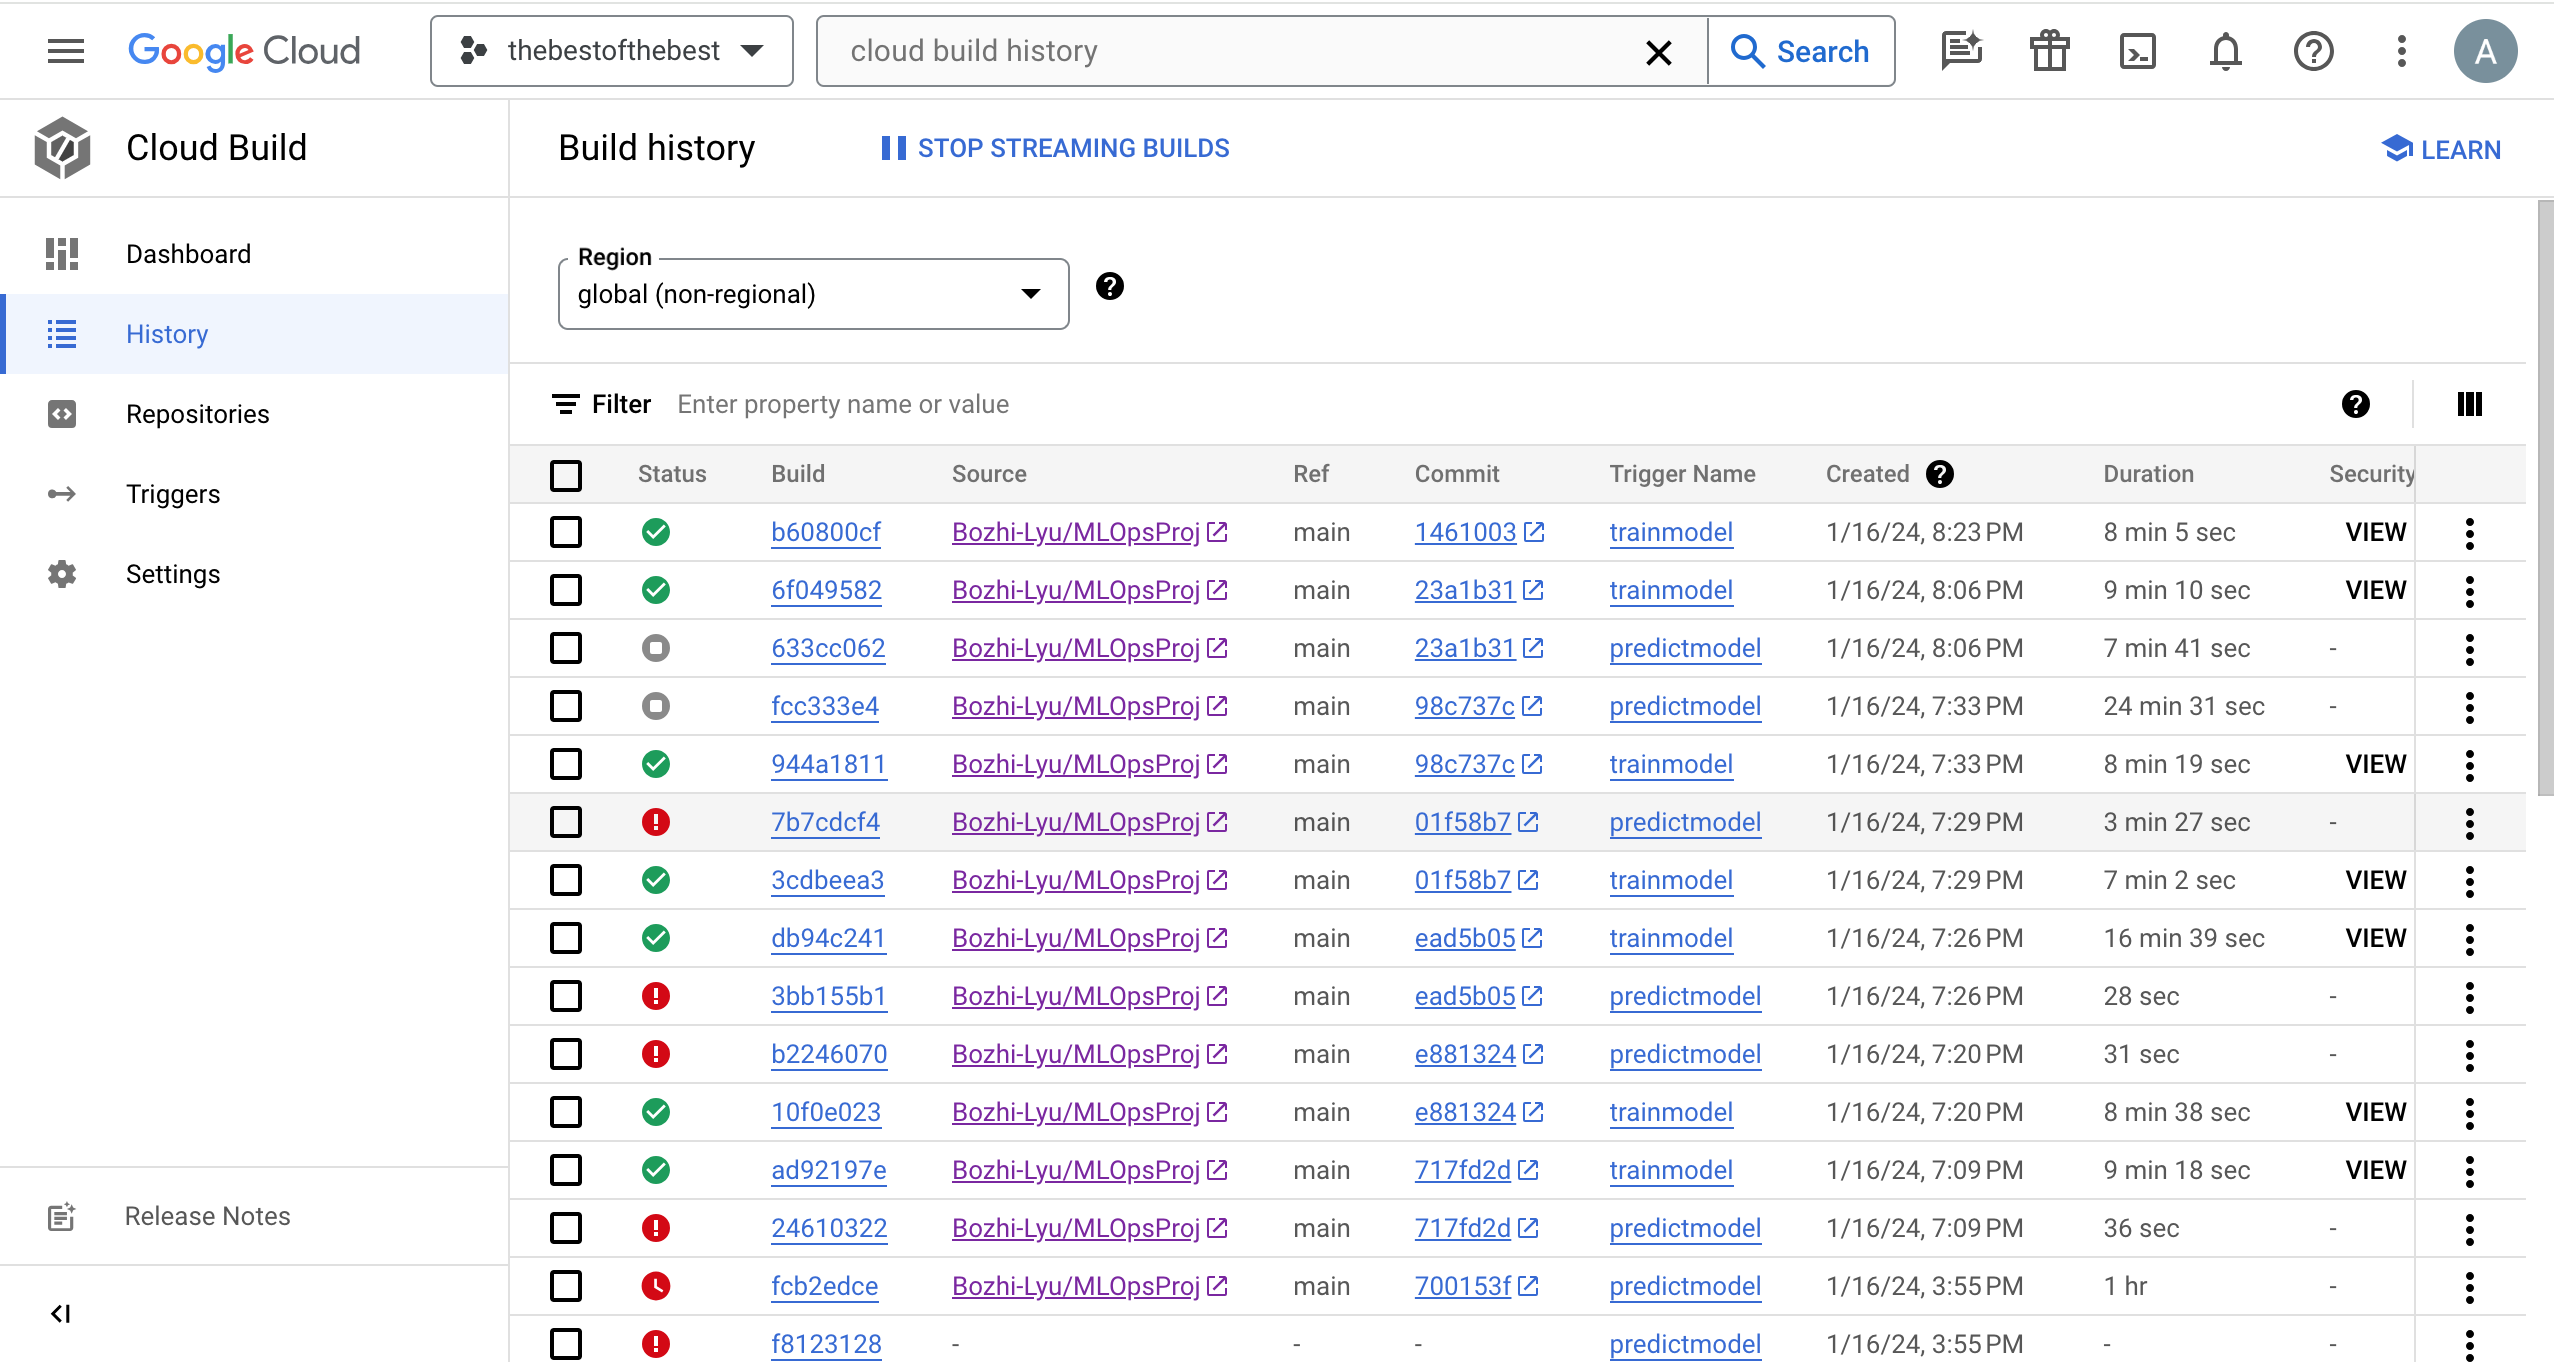 Google Cloud thebestofthebest cloud build history Search A
Cloud Build Build history STOP STREAMING BUILDS LEARN
Dashboard
History
Repositories
Triggers
Settings
Release Notes
Region
global (non-regional)
Filter Enter property name or value
Status Build Source Ref Commit Trigger Name Created Duration Security
b60800cf Bozhi-Lyu/MLOpsProj main 1461003 trainmodel 1/16/24, 8:23 PM 8 min 5 sec VIEW
6f049582 Bozhi-Lyu/MLOpsProj main 23a1b31 trainmodel 1/16/24, 8:06 PM 9 min 10 sec VIEW
633cc062 Bozhi-Lyu/MLOpsProj main 23a1b31 predictmodel 1/16/24, 8:06 PM 7 min 41 sec -
fcc333e4 Bozhi-Lyu/MLOpsProj main 98c737c predictmodel 1/16/24, 7:33 PM 24 min 31 sec -
944a1811 Bozhi-Lyu/MLOpsProj main 98c737c trainmodel 1/16/24, 7:33 PM 8 min 19 sec VIEW
7b7cdcf4 Bozhi-Lyu/MLOpsProj main 01f58b7 predictmodel 1/16/24, 7:29 PM 3 min 27 sec -
3cdbeea3 Bozhi-Lyu/MLOpsProj main 01f58b7 trainmodel 1/16/24, 7:29 PM 7 min 2 sec VIEW
db94c241 Bozhi-Lyu/MLOpsProj main ead5b05 trainmodel 1/16/24, 7:26 PM 16 min 39 sec VIEW
3bb155b1 Bozhi-Lyu/MLOpsProj main ead5b05 predictmodel 1/16/24, 7:26 PM 28 sec -
b2246070 Bozhi-Lyu/MLOpsProj main e881324 predictmodel 1/16/24, 7:20 PM 31 sec -
10f0e023 Bozhi-Lyu/MLOpsProj main e881324 trainmodel 1/16/24, 7:20 PM 8 min 38 sec VIEW
ad92197e Bozhi-Lyu/MLOpsProj main 717fd2d trainmodel 1/16/24, 7:09 PM 9 min 18 sec VIEW
24610322 Bozhi-Lyu/MLOpsProj main 717fd2d predictmodel 1/16/24, 7:09 PM 36 sec -
fcb2edce Bozhi-Lyu/MLOpsProj main 700153f predictmodel 1/16/24, 3:55 PM 1 hr -
f8123128 - - - predictmodel 1/16/24, 3:55 PM - -